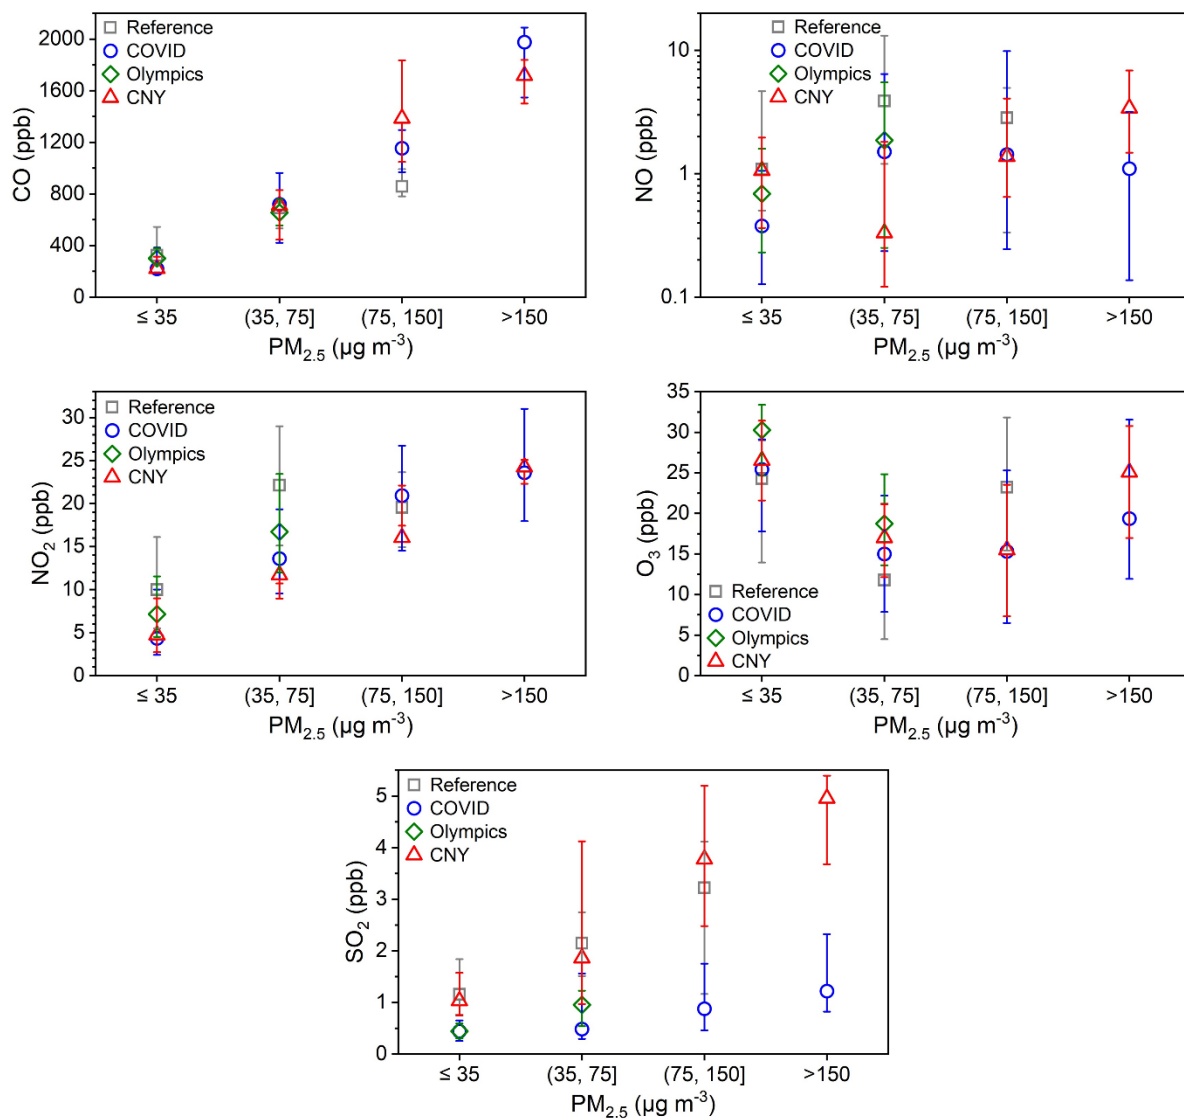 Reference
COVID
Olympics
CNY
2000
1600
1200
800
400
0
CO (ppb)
≤ 35
(35, 75]
(75, 150]
>150
PM2.5 (µg m-3)
Reference
COVID
Olympics
CNY
10
1
0.1
NO (ppb)
≤ 35
(35, 75]
(75, 150]
>150
PM2.5 (µg m-3)
Reference
COVID
Olympics
CNY
30
25
20
15
10
5
0
NO2 (ppb)
≤ 35
(35, 75]
(75, 150]
>150
PM2.5 (µg m-3)
35
30
25
20
15
10
5
0
O3 (ppb)
Reference
COVID
Olympics
CNY
≤ 35
(35, 75]
(75, 150]
>150
PM2.5 (µg m-3)
Reference
COVID
Olympics
CNY
5
4
3
2
1
0
SO2 (ppb)
≤ 35
(35, 75]
(75, 150]
>150
PM2.5 (µg m-3)